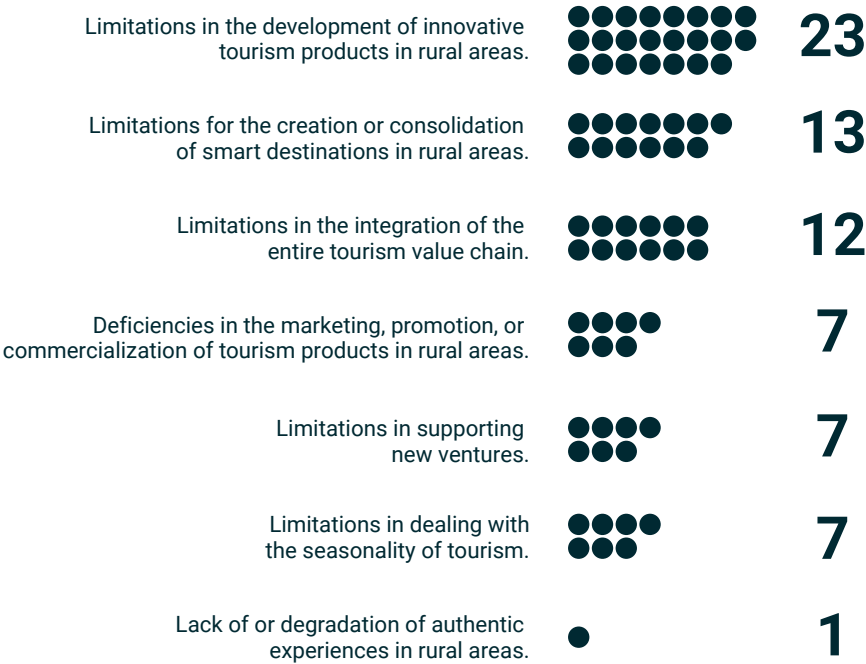 Limitations in the development of innovative
tourism products in rural areas.
23
Limitations for the creation or consolidation
of smart destinations in rural areas.
13
Limitations in the integration of the
entire tourism value chain.
12
Deficiencies in the marketing, promotion, or
commercialization of tourism products in rural areas.
7
Limitations in supporting
new ventures.
7
Limitations in dealing with
the seasonality of tourism.
7
Lack of or degradation of authentic
experiences in rural areas.
1